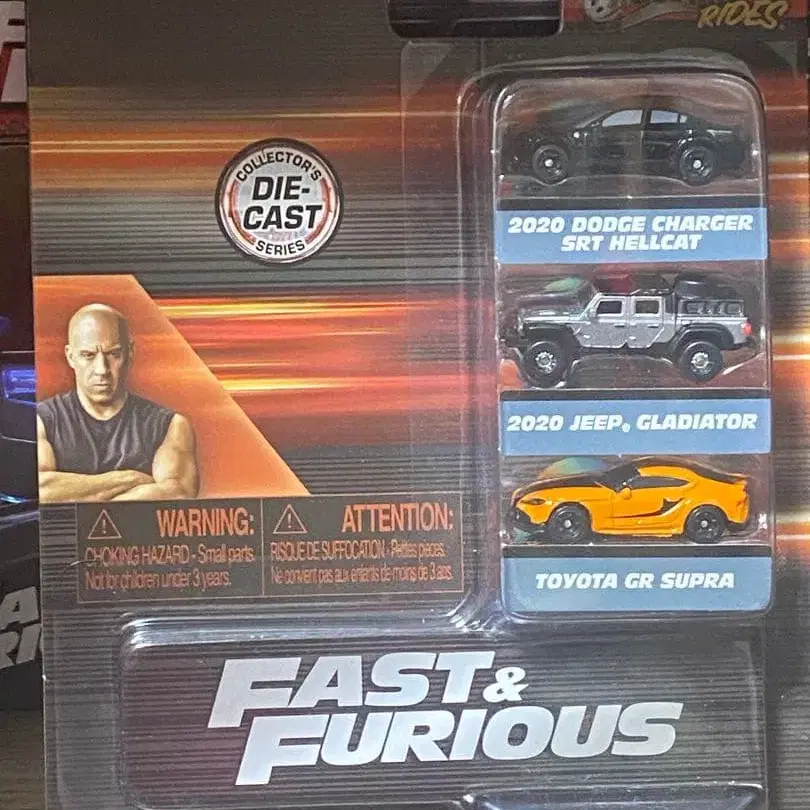 RIDES
COLLECTOR'S
DIE-
CAST
SERIES
2020 DODGE CHARGER
SRT HELLCAT
2020 JEEP® GLADIATOR
WARNING:
CHOKING HAZARD - Small parts.
Not for children under 3 years.
ATTENTION:
RISQUE DE SUFFOCATION - Petites pièces.
Ne convient pas aux enfants de moins de 3 ans.
TOYOTA GR SUPRA
FAST &
FURIOUS